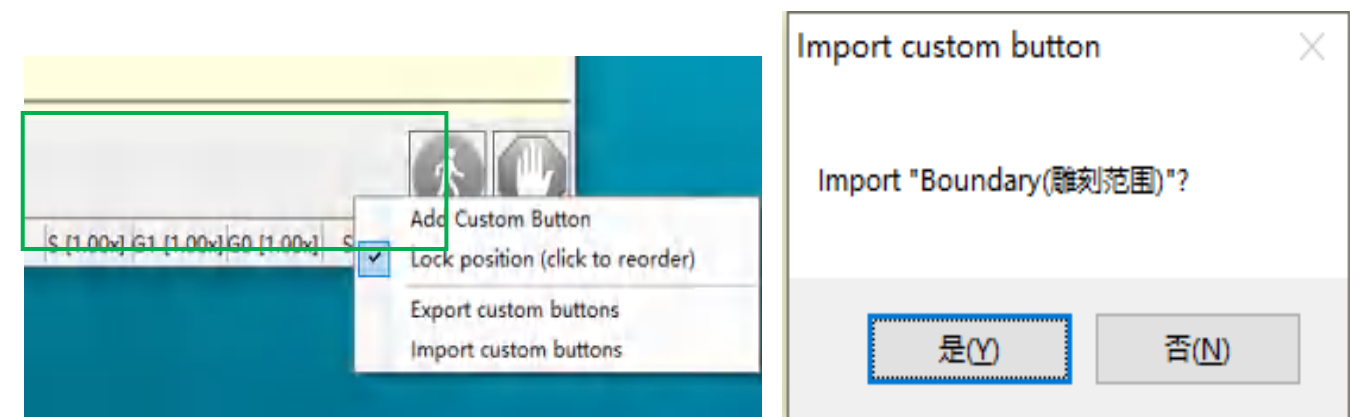 Add Custom Button
S [1.00x] G1 [1.00x] G0 [1.00x] S
Lock position (click to reorder)
Export custom buttons
Import custom buttons
Import custom button
Import "Boundary(雕刻范围)"?
是(Y)
否(N)